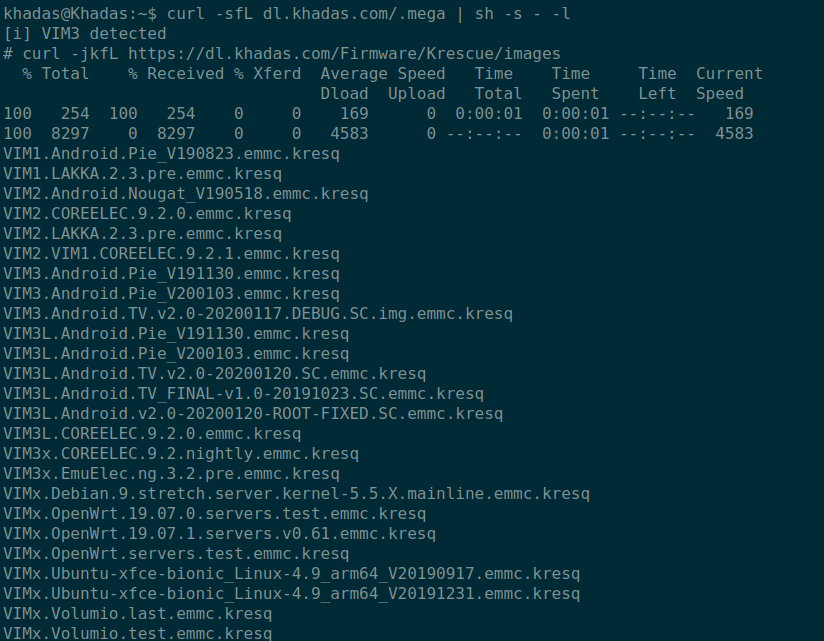 khadas@Khadas:~$ curl -sfL dl.khadas.com/.mega | sh -s - -l
[i] VIM3 detected
# curl -jkfL https://dl.khadas.com/Firmware/Krescue/images
% Total % Received % Xferd Average Speed Time Time Time Current
Dload Upload Total Spent Left Speed
100 254 100 254 0 0 169 0 0:00:01 0:00:01 --:--:-- 169
100 8297 0 8297 0 0 4583 0 --:--:-- 0:00:01 --:--:-- 4583
VIM1.Android.Pie_V190823.emmc.kresq
VIM1.LAKKA.2.3.pre.emmc.kresq
VIM2.Android.Nougat_V190518.emmc.kresq
VIM2.COREELEC.9.2.0.emmc.kresq
VIM2.LAKKA.2.3.pre.emmc.kresq
VIM2.VIM1.COREELEC.9.2.1.emmc.kresq
VIM3.Android.Pie_V191130.emmc.kresq
VIM3.Android.Pie_V200103.emmc.kresq
VIM3.Android.TV.v2.0-20200117.DEBUG.SC.img.emmc.kresq
VIM3L.Android.Pie_V191130.emmc.kresq
VIM3L.Android.Pie_V200103.emmc.kresq
VIM3L.Android.TV.v2.0-20200120.SC.emmc.kresq
VIM3L.Android.TV_FINAL-v1.0-20191023.SC.emmc.kresq
VIM3L.Android.v2.0-20200120-ROOT-FIXED.SC.emmc.kresq
VIM3L.COREELEC.9.2.0.emmc.kresq
VIM3x.COREELEC.9.2.nightly.emmc.kresq
VIM3x.EmuElec.ng.3.2.pre.emmc.kresq
VIMx.Debian.9.stretch.server.kernel-5.5.X.mainline.emmc.kresq
VIMx.OpenWrt.19.07.0.servers.test.emmc.kresq
VIMx.OpenWrt.19.07.1.servers.v0.61.emmc.kresq
VIMx.OpenWrt.servers.test.emmc.kresq
VIMx.Ubuntu-xfce-bionic_Linux-4.9_arm64_V20190917.emmc.kresq
VIMx.Ubuntu-xfce-bionic_Linux-4.9_arm64_V20191231.emmc.kresq
VIMx.Volumio.last.emmc.kresq
VIMx.Volumio.test.emmc.kresq